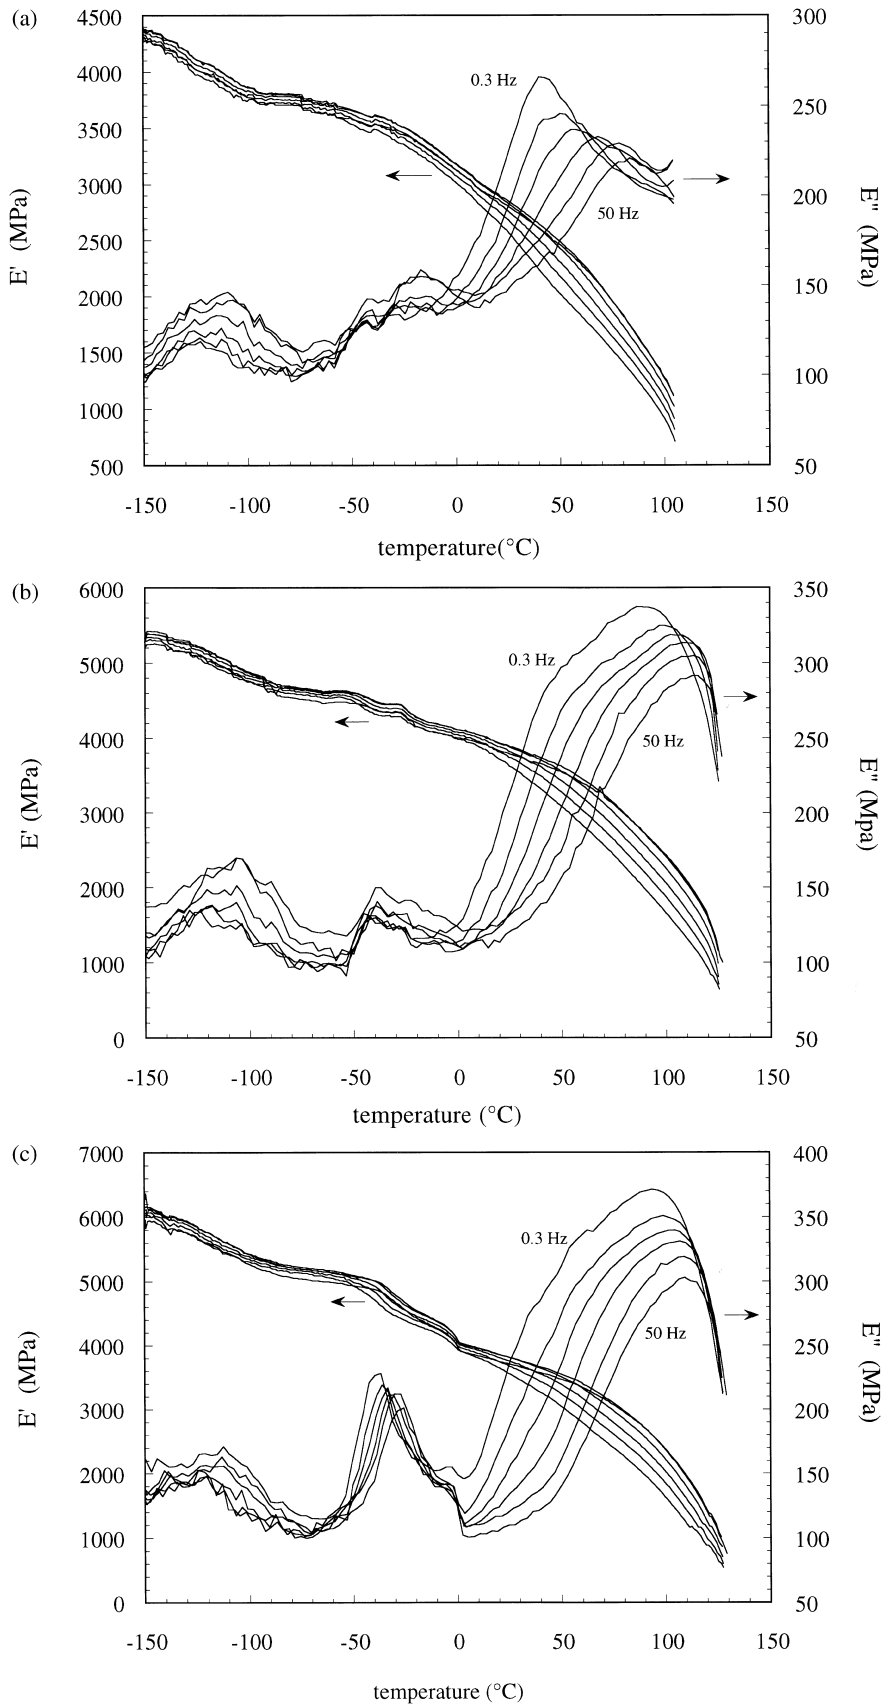 (a)
4500
4000
3500
3000
2500
2000
1500
1000
500
E' (MPa)
300
250
200
150
100
50
E" (MPa)
0.3 Hz
50 Hz
-150 -100 -50 0 50 100 150
temperature(°C)
(b)
6000
5000
4000
3000
2000
1000
0
E' (MPa)
350
300
250
200
150
100
50
E" (Mpa)
0.3 Hz
50 Hz
-150 -100 -50 0 50 100 150
temperature (°C)
(c)
7000
6000
5000
4000
3000
2000
1000
0
E' (MPa)
400
350
300
250
200
150
100
50
E" (MPa)
0.3 Hz
50 Hz
-150 -100 -50 0 50 100 150
temperature (°C)